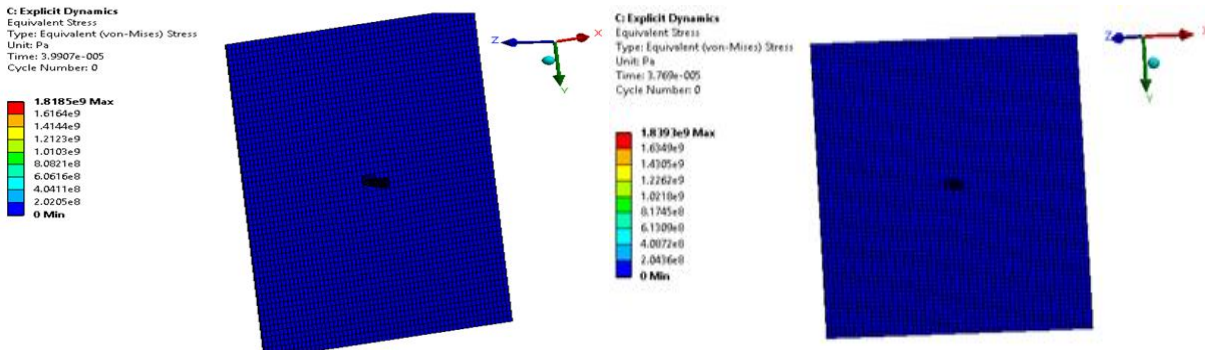 C: Explicit Dynamics
Equivalent Stress
Type: Equivalent (von-Mises) Stress
Unit: Pa
Time: 3.9907e-005
Cycle Number: 0
1.8185e9 Max
1.6164e9
1.4144e9
1.2123e9
1.0103e9
8.0821e8
6.0616e8
4.0411e8
2.0205e8
0 Min
Z
X
Y
C: Explicit Dynamics
Equivalent Stress
Type: Equivalent (von-Mises) Stress
Unit: Pa
Time: 3.769e-005
Cycle Number: 0
1.8393e9 Max
1.6349e9
1.4305e9
1.2262e9
1.0218e9
8.1745e8
6.1309e8
4.0872e8
2.0436e8
0 Min
Z
X
Y